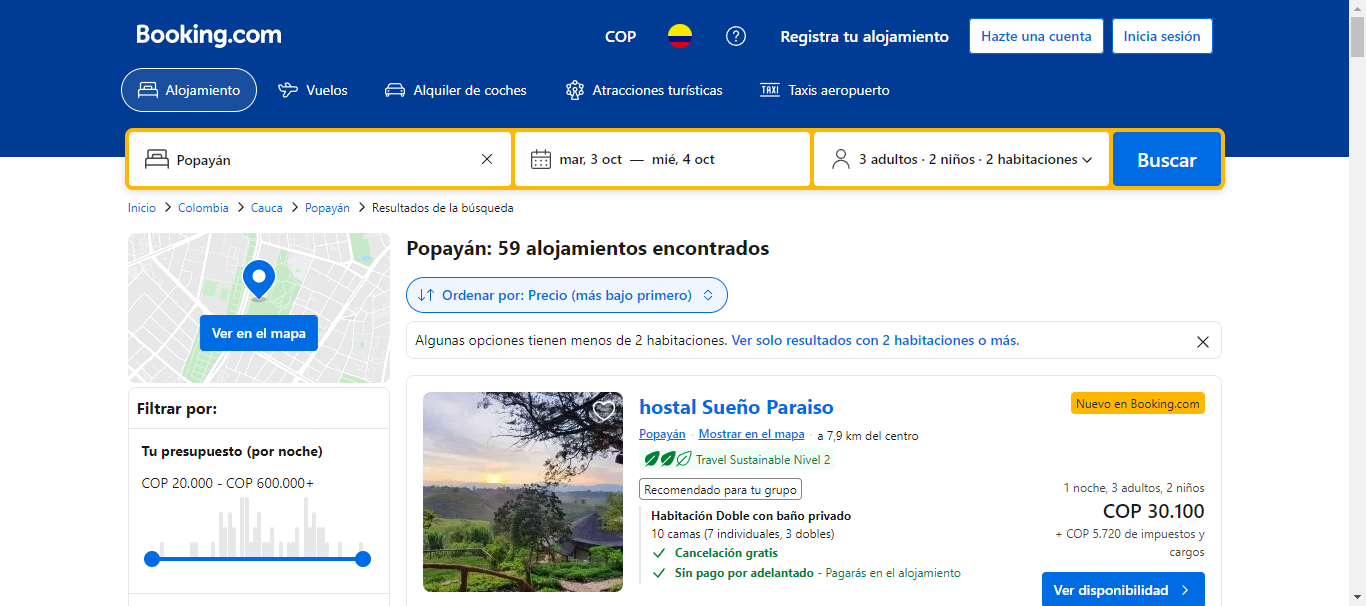 Booking.com
COP
Registra tu alojamiento
Hazte una cuenta
Inicia sesión
Alojamiento
Vuelos
Alquiler de coches
Atracciones turísticas
TAXI Taxis aeropuerto
Popayán
mar, 3 oct — mié, 4 oct
3 adultos · 2 niños · 2 habitaciones
Buscar
Inicio > Colombia > Cauca > Popayán > Resultados de la búsqueda
Ver en el mapa
Filtrar por:
Tu presupuesto (por noche)
COP 20.000 - COP 600.000+
Popayán: 59 alojamientos encontrados
Ordenar por: Precio (más bajo primero)
Algunas opciones tienen menos de 2 habitaciones. Ver solo resultados con 2 habitaciones o más.
hostal Sueño Paraiso
Nuevo en Booking.com
Popayán · Mostrar en el mapa · a 7,9 km del centro
Travel Sustainable Nivel 2
Recomendado para tu grupo
Habitación Doble con baño privado
10 camas (7 individuales, 3 dobles)
Cancelación gratis
Sin pago por adelantado - Pagarás en el alojamiento
1 noche, 3 adultos, 2 niños
COP 30.100
+ COP 5.720 de impuestos y
cargos
Ver disponibilidad